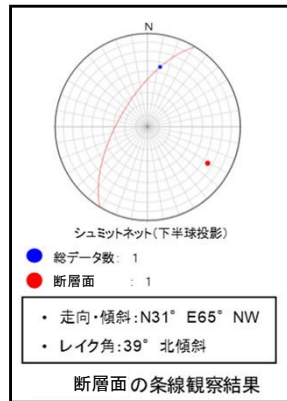 N
シュミットネット(下半球投影)
総データ数: 1
断層面 : 1
・ 走向・傾斜:N31° E65° NW
・ レイク角:39° 北傾斜
断層面の条線観察結果